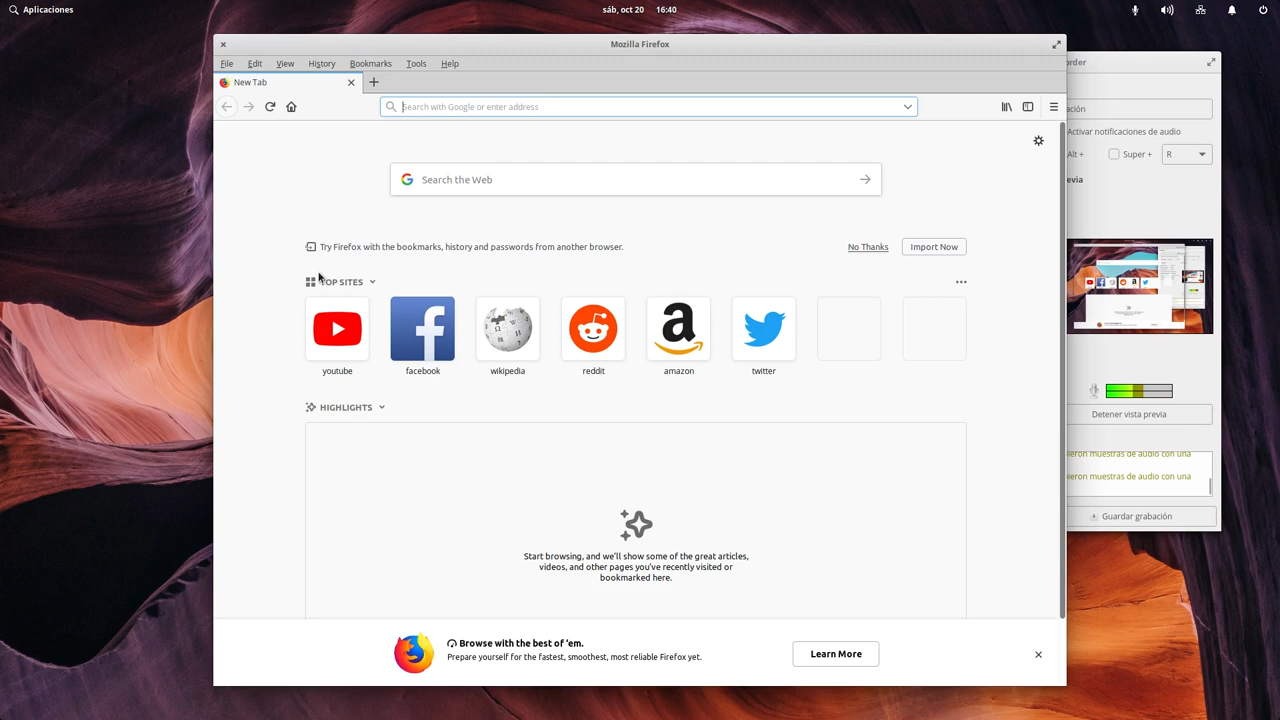 Aplicaciones
sáb, oct 20 16:40
Mozilla Firefox
File Edit View History Bookmarks Tools Help
New Tab
Search with Google or enter address
Search the Web
Try Firefox with the bookmarks, history and passwords from another browser.
No Thanks
Import Now
TOP SITES
youtube
facebook
wikipedia
reddit
amazon
twitter
HIGHLIGHTS
Start browsing, and we'll show some of the great articles,
videos, and other pages you've recently visited or
bookmarked here.
Browse with the best of 'em.
Prepare yourself for the fastest, smoothest, most reliable Firefox yet.
Learn More
order
ación
Activar notificaciones de audio
Alt + Super + R
evia
Detener vista previa
ieron muestras de audio con una
ieron muestras de audio con una
Guardar grabación